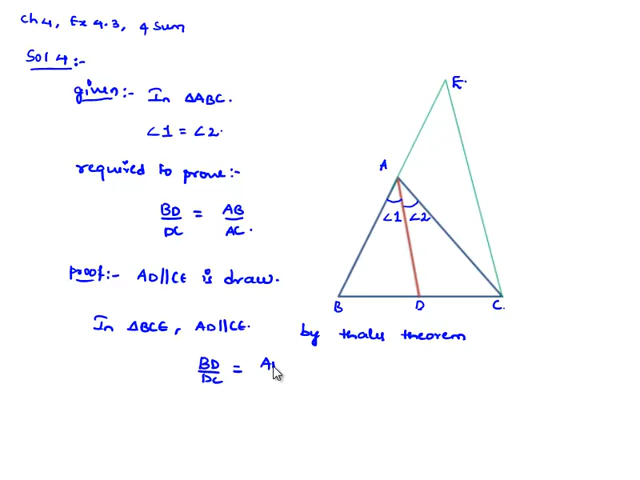 Ch 4, Ex 4.3, 4 Sum
Sol 4:-
given:- In ΔABC.
∠1 = ∠2.
required to prove:-
BD/DC = AB/AC.
proof:- AD||CE is draw.
In ΔBCE, AD||CE. by thales theorem
BD/DC = A
E.
A
∠1 ∠2
B D C.